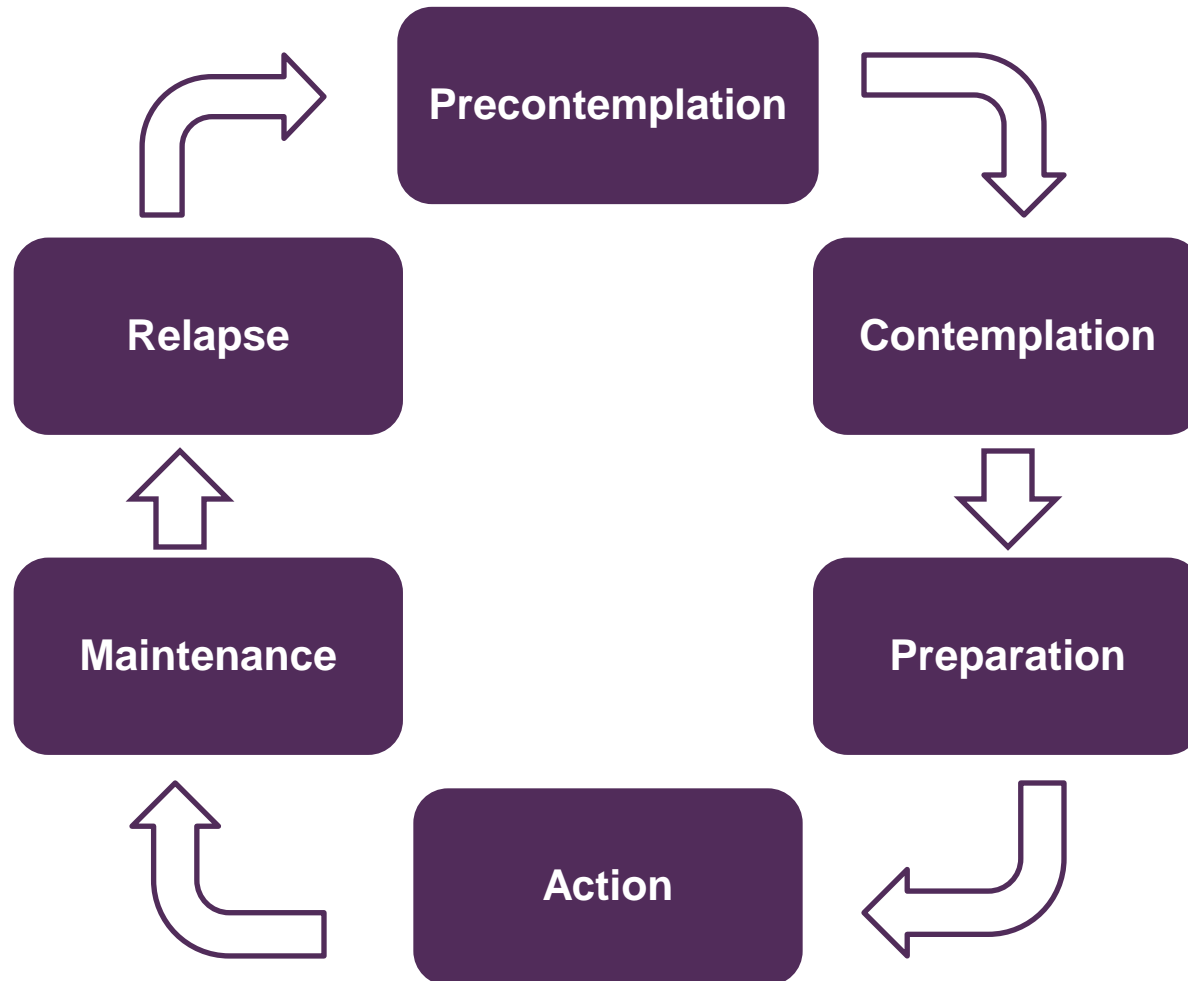 Precontemplation
Contemplation
Preparation
Action
Maintenance
Relapse